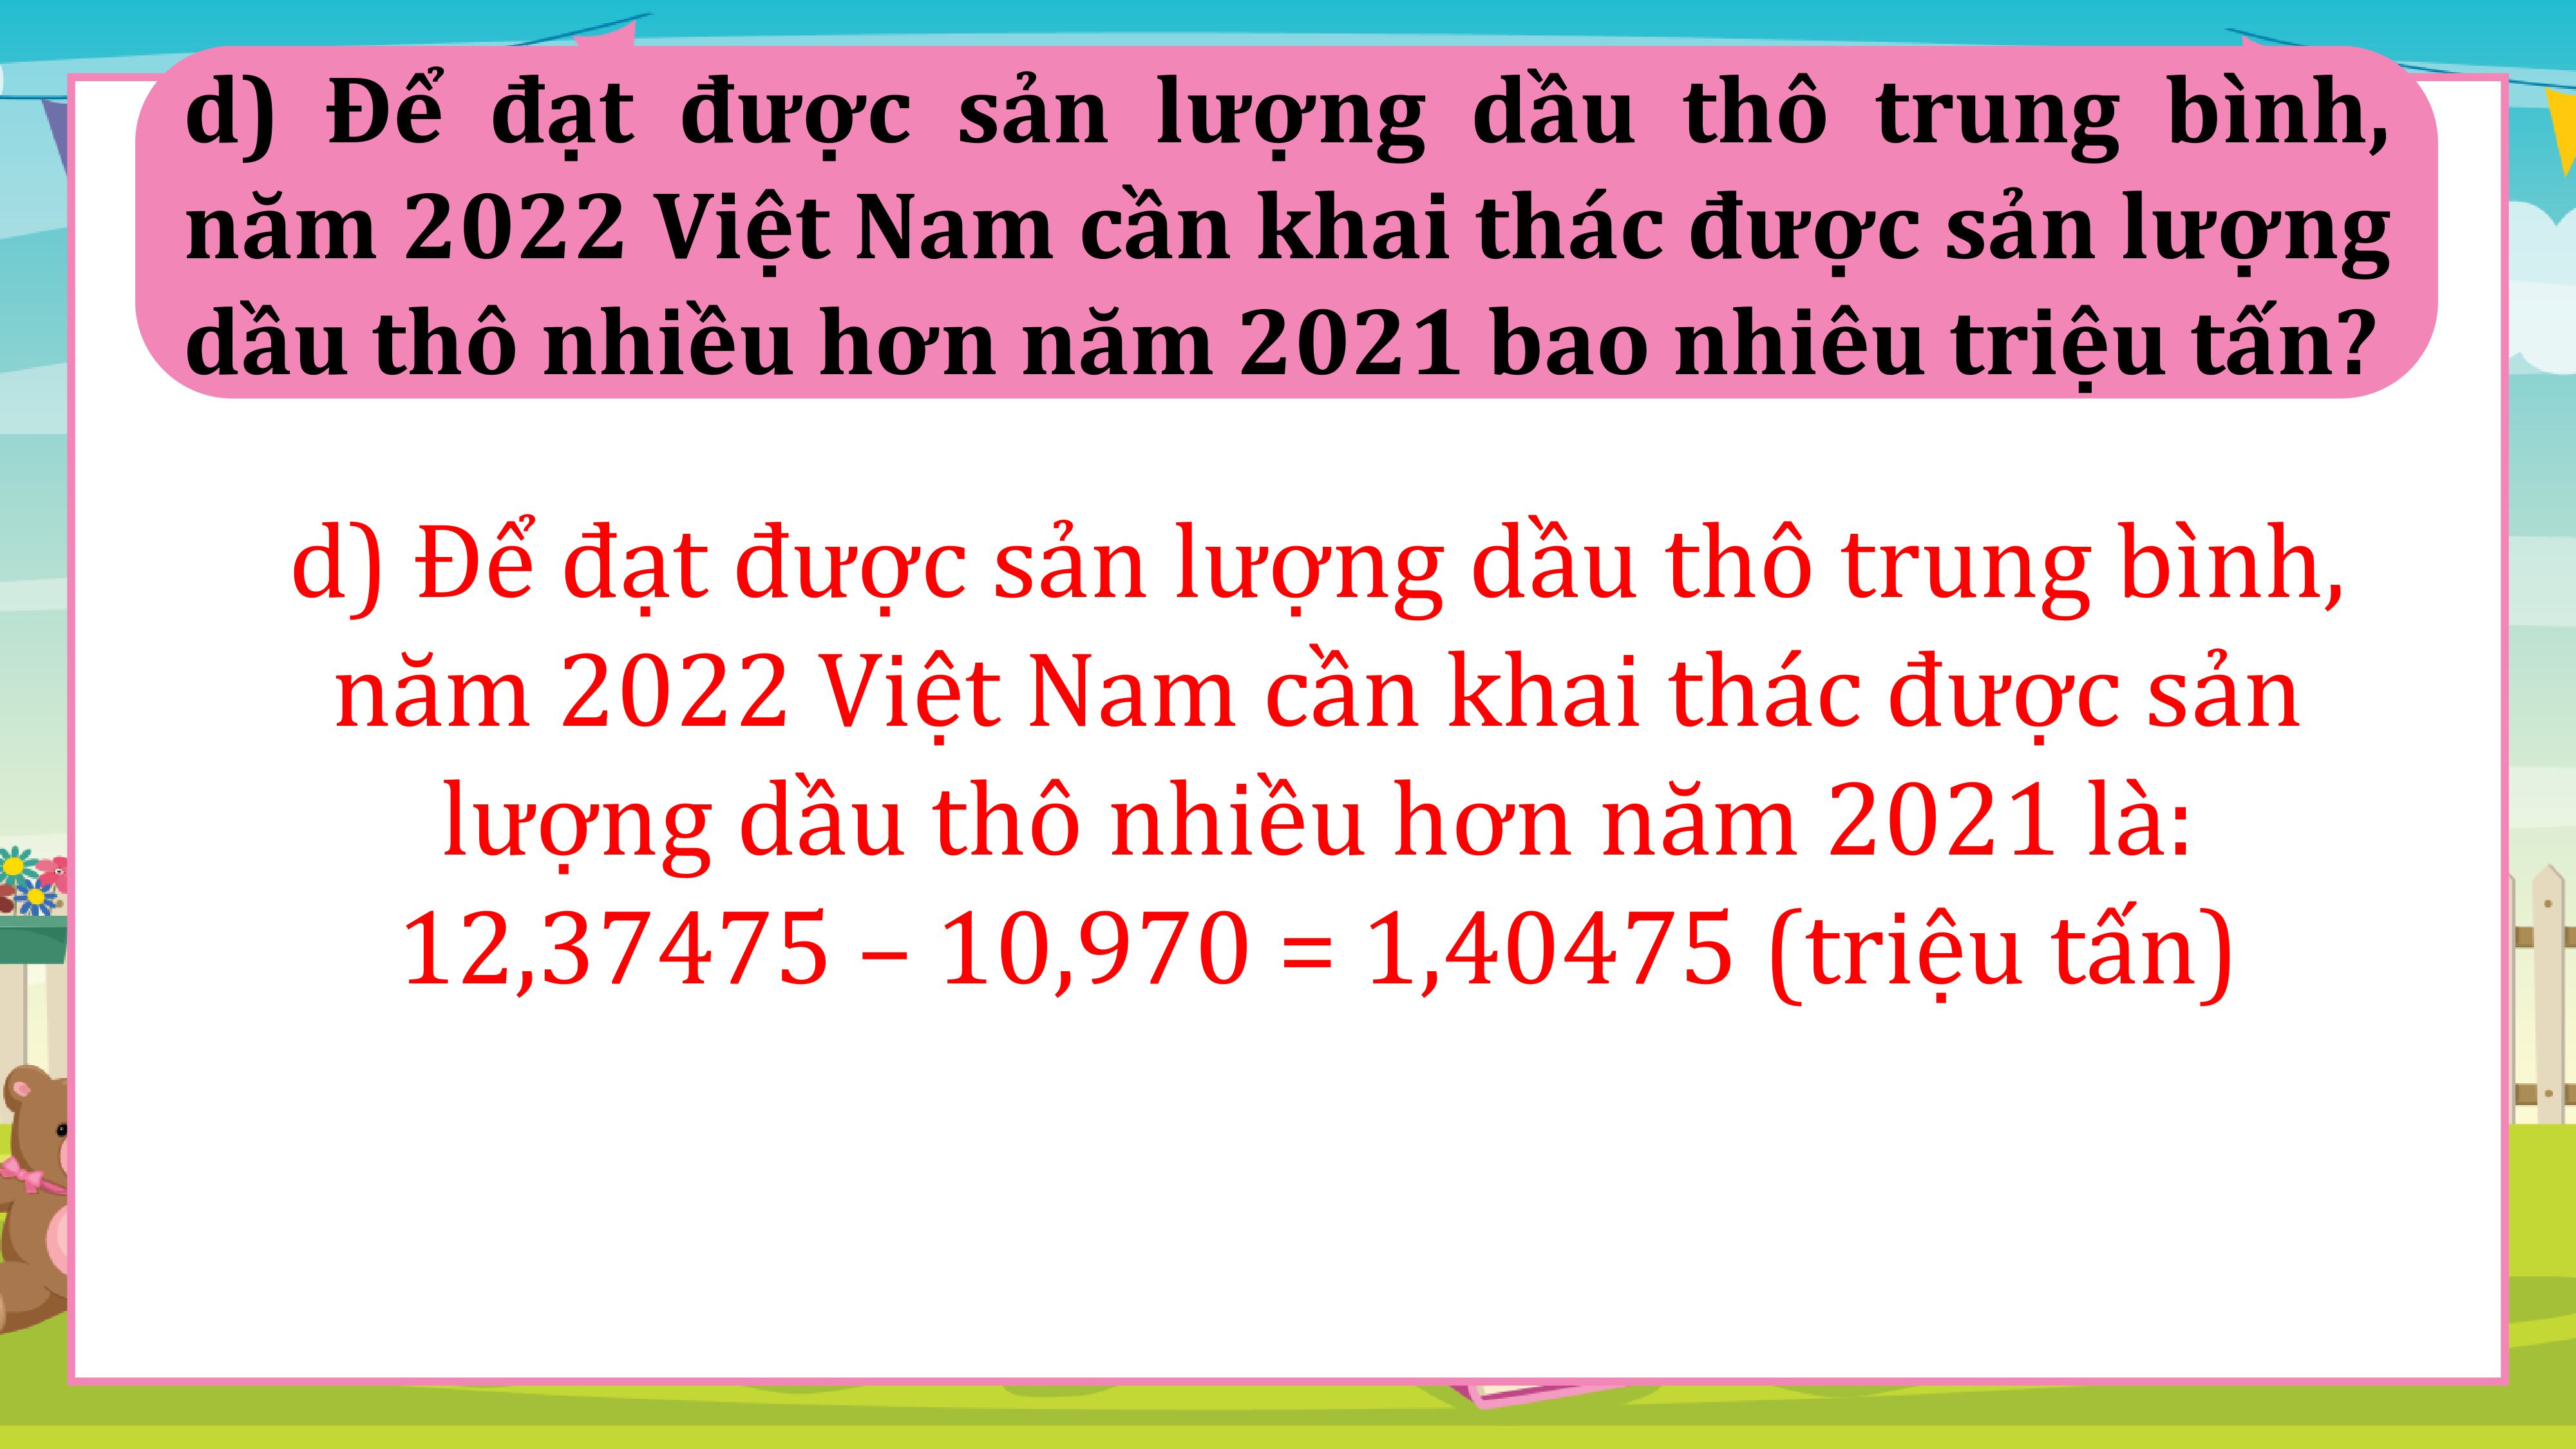 d) Để đạt được sản lượng dầu thô trung bình,
năm 2022 Việt Nam cần khai thác được sản lượng
dầu thô nhiều hơn năm 2021 bao nhiêu triệu tấn?
d) Để đạt được sản lượng dầu thô trung bình,
năm 2022 Việt Nam cần khai thác được sản
lượng dầu thô nhiều hơn năm 2021 là:
12,37475 – 10,970 = 1,40475 (triệu tấn)